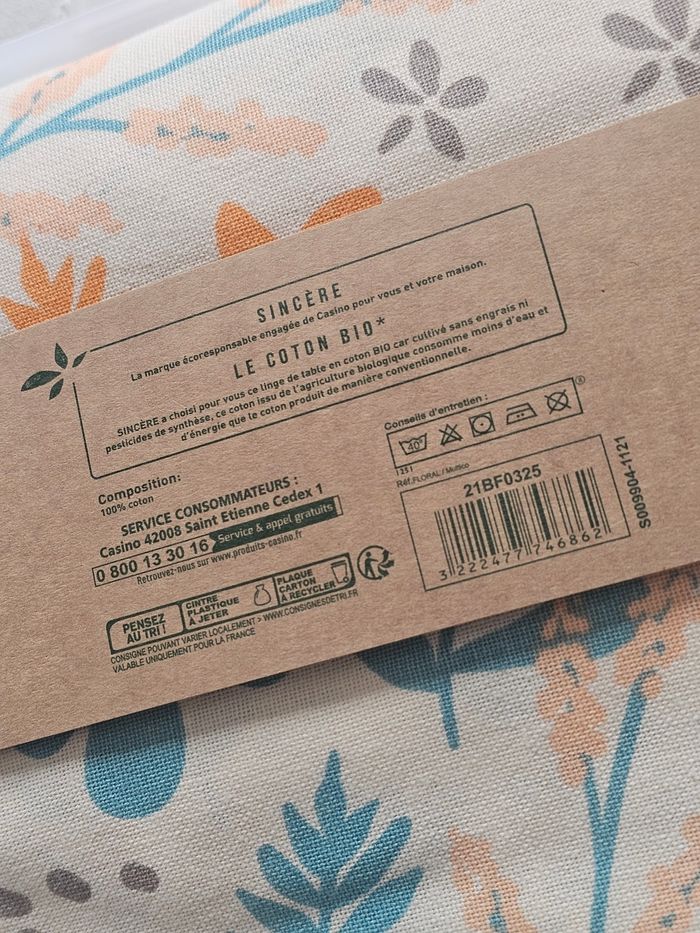 SINCÈRE
La marque écoresponsable engagée de Casino pour vous et votre maison.
LE COTON BIO*
SINCÈRE a choisi pour vous ce linge de table en coton BIO car cultivé sans engrais ni
pesticides de synthèse, ce coton issu de l'agriculture biologique consomme moins d'eau et
d'énergie que le coton produit de manière conventionnelle.
Composition:
100% coton
SERVICE CONSOMMATEURS :
Casino 42008 Saint Etienne Cedex 1
0 800 13 30 16 Service & appel gratuits
Retrouvez-nous sur www.produits-casino.fr
PENSEZ
AU TRI !
CINTRE
PLASTIQUE
À JETER
PLAQUE
CARTON
À RECYCLER
CONSIGNE POUVANT VARIER LOCALEMENT > WWW.CONSIGNESDETRI.FR
VALABLE UNIQUEMENT POUR LA FRANCE
Conseils d'entretien :
40°
®
Réf.FLORAL / Multico
21BF0325
3 222477 746862
S009904-1121